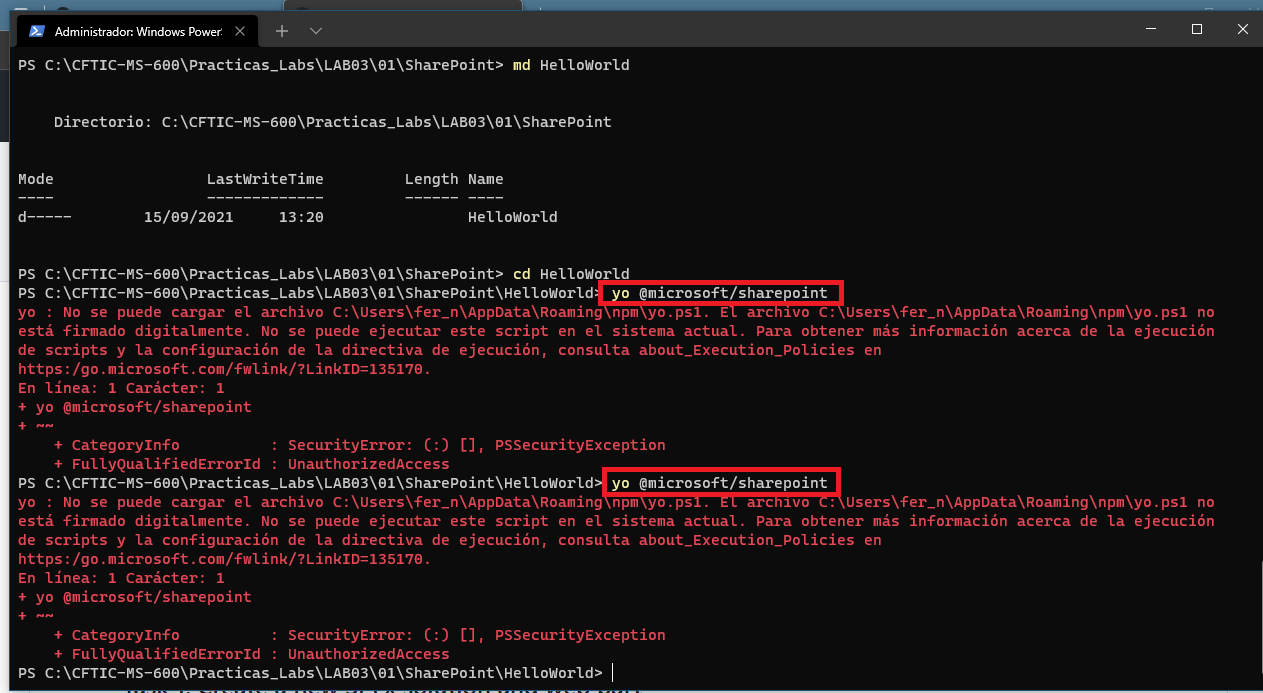 Administrador: Windows Power
PS C:\CFTIC-MS-600\Practicas_Labs\LAB03\01\SharePoint> md HelloWorld
Directorio: C:\CFTIC-MS-600\Practicas_Labs\LAB03\01\SharePoint
Mode                LastWriteTime         Length Name
----                -------------         ------ ----
d-----        15/09/2021     13:20                HelloWorld
PS C:\CFTIC-MS-600\Practicas_Labs\LAB03\01\SharePoint> cd HelloWorld
PS C:\CFTIC-MS-600\Practicas_Labs\LAB03\01\SharePoint\HelloWorld> yo @microsoft/sharepoint
yo : No se puede cargar el archivo C:\Users\fer_n\AppData\Roaming\npm\yo.ps1. El archivo C:\Users\fer_n\AppData\Roaming\npm\yo.ps1 no
está firmado digitalmente. No se puede ejecutar este script en el sistema actual. Para obtener más información acerca de la ejecución
de scripts y la configuración de la directiva de ejecución, consulta about_Execution_Policies en
https:/go.microsoft.com/fwlink/?LinkID=135170.
En línea: 1 Carácter: 1
+ yo @microsoft/sharepoint
+ ~~
    + CategoryInfo          : SecurityError: (:) [], PSSecurityException
    + FullyQualifiedErrorId : UnauthorizedAccess
PS C:\CFTIC-MS-600\Practicas_Labs\LAB03\01\SharePoint\HelloWorld> yo @microsoft/sharepoint
yo : No se puede cargar el archivo C:\Users\fer_n\AppData\Roaming\npm\yo.ps1. El archivo C:\Users\fer_n\AppData\Roaming\npm\yo.ps1 no
está firmado digitalmente. No se puede ejecutar este script en el sistema actual. Para obtener más información acerca de la ejecución
de scripts y la configuración de la directiva de ejecución, consulta about_Execution_Policies en
https:/go.microsoft.com/fwlink/?LinkID=135170.
En línea: 1 Carácter: 1
+ yo @microsoft/sharepoint
+ ~~
    + CategoryInfo          : SecurityError: (:) [], PSSecurityException
    + FullyQualifiedErrorId : UnauthorizedAccess
PS C:\CFTIC-MS-600\Practicas_Labs\LAB03\01\SharePoint\HelloWorld>